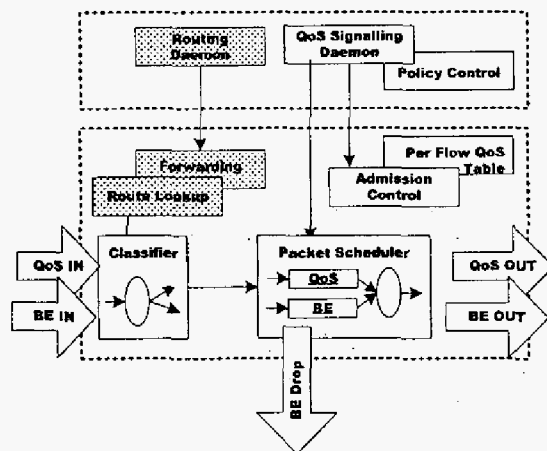 Routing
Daemon
QoS Signalling
Daemon
Policy Control
Forwarding
Route Lookup
Per Flow QoS
Table
Admission
Control
Classifier
Packet Scheduler
QoS IN
BE IN
QoS
BE
QoS OUT
BE OUT
BE Drop